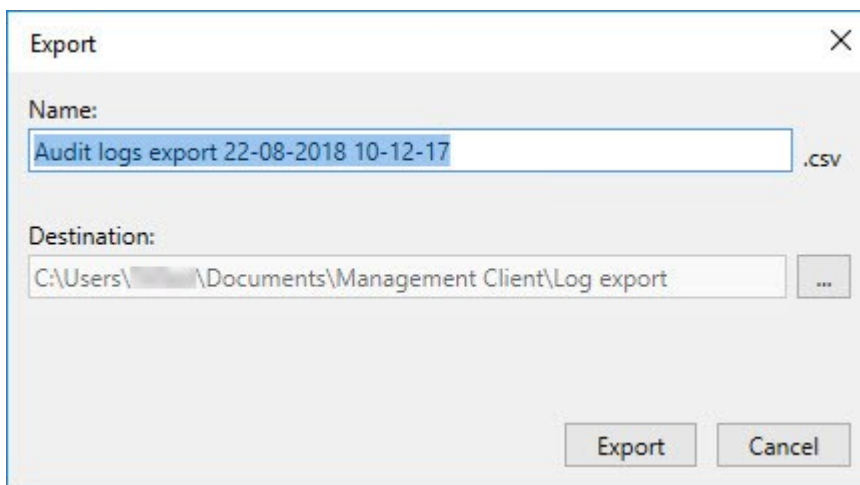 Export
Name:
Audit logs export 22-08-2018 10-12-17
.csv
Destination:
C:\Users\ \Documents\Management Client\Log export
...
Export
Cancel